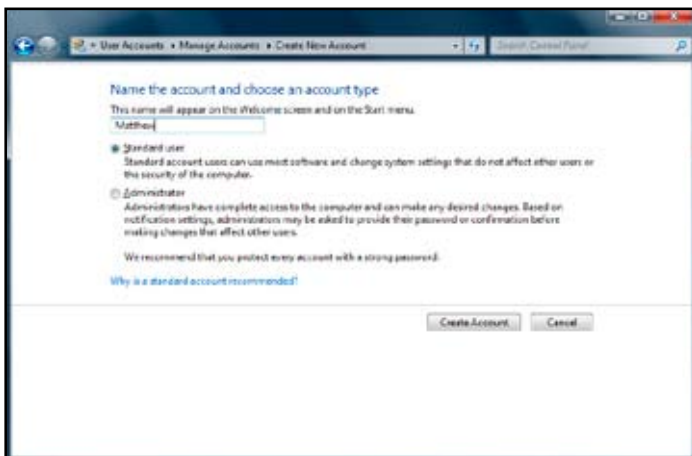 User Accounts ▸ Manage Accounts ▸ Create New Account
Search Control Panel
Name the account and choose an account type
This name will appear on the Welcome screen and on the Start menu.
Matthew
Standard user
Standard account users can use most software and change system settings that do not affect other users or
the security of the computer.
Administrator
Administrators have complete access to the computer and can make any desired changes. Based on
notification settings, administrators may be asked to provide their password or confirmation before
making changes that affect other users.
We recommend that you protect every account with a strong password.
Why is a standard account recommended?
Create Account
Cancel